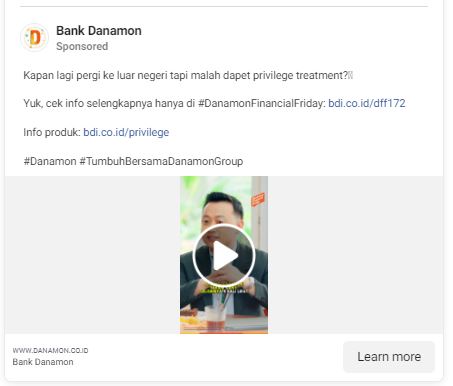 Bank Danamon
Sponsored
Kapan lagi pergi ke luar negeri tapi malah dapet privilege treatment?
Yuk, cek info selengkapnya hanya di #DanamonFinancialFriday: bdi.co.id/dff172
Info produk: bdi.co.id/privilege
#Danamon #TumbuhBersamaDanamonGroup
WWW.DANAMON.CO.ID
Bank Danamon
Learn more